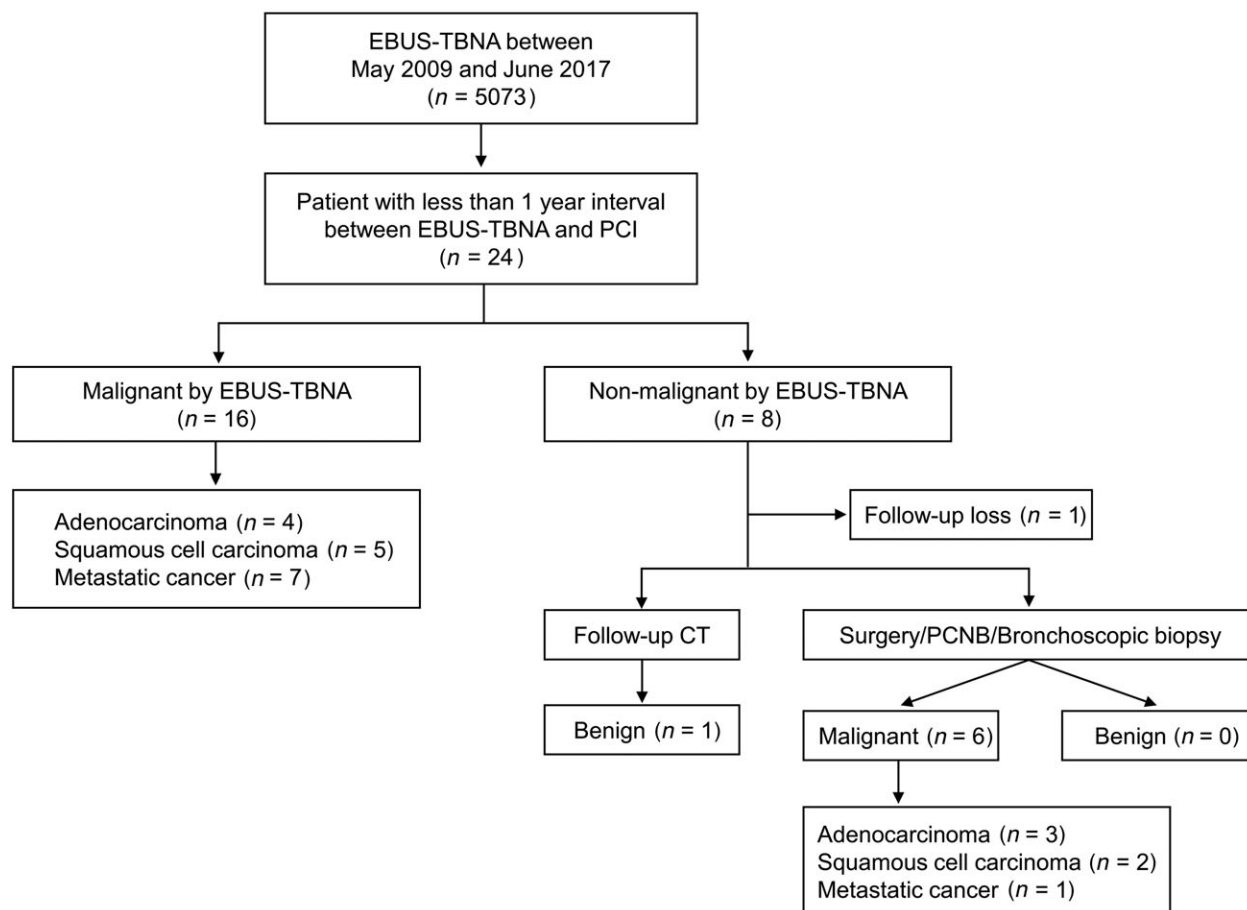 EBUS-TBNA between
May 2009 and June 2017
(n = 5073)
Patient with less than 1 year interval
between EBUS-TBNA and PCI
(n = 24)
Malignant by EBUS-TBNA
(n = 16)
Non-malignant by EBUS-TBNA
(n = 8)
Adenocarcinoma (n = 4)
Squamous cell carcinoma (n = 5)
Metastatic cancer (n = 7)
Follow-up loss (n = 1)
Follow-up CT
Surgery/PCNB/Bronchoscopic biopsy
Benign (n = 1)
Malignant (n = 6)
Benign (n = 0)
Adenocarcinoma (n = 3)
Squamous cell carcinoma (n = 2)
Metastatic cancer (n = 1)